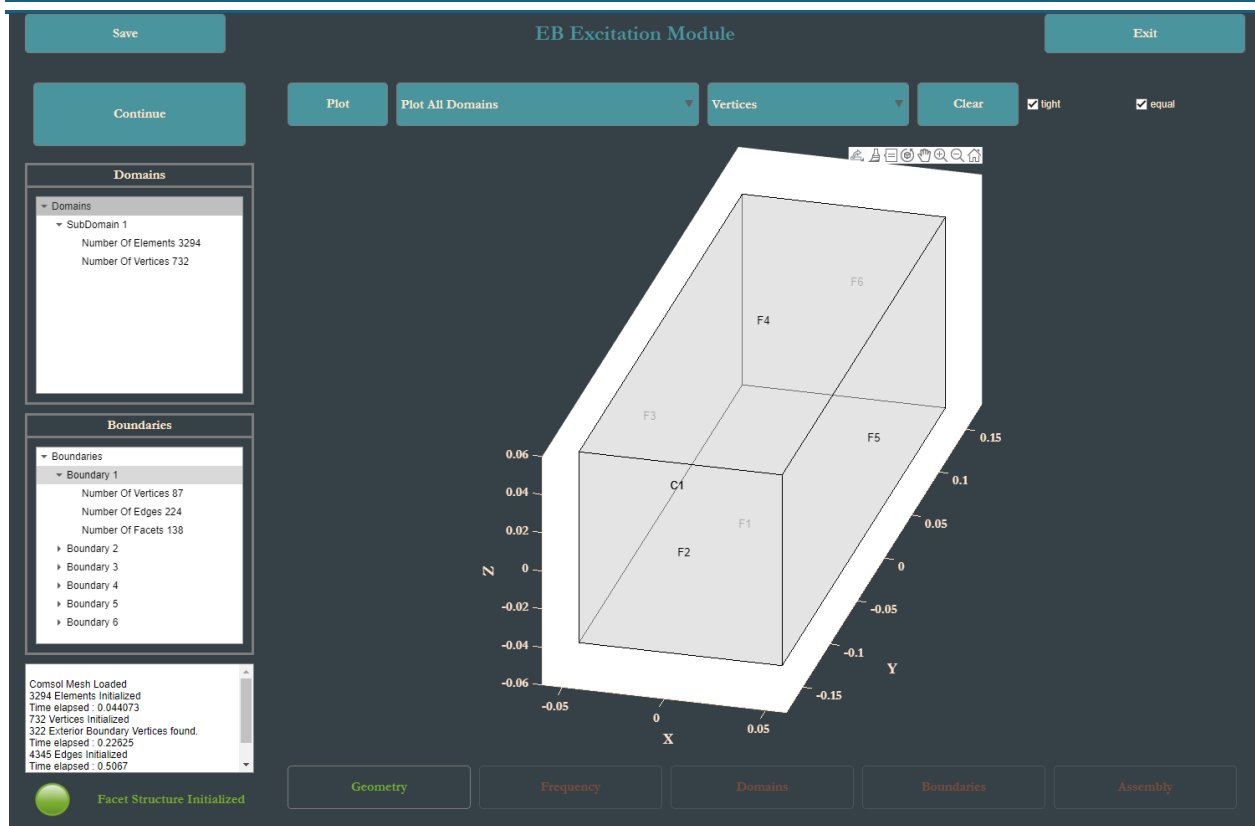 Save
EB Excitation Module
Exit
Continue
Plot
Plot All Domains
Vertices
Clear
tight
equal
Domains
Domains
SubDomain 1
Number Of Elements 3294
Number Of Vertices 732
Boundaries
Boundaries
Boundary 1
Number Of Vertices 87
Number Of Edges 224
Number Of Facets 138
Boundary 2
Boundary 3
Boundary 4
Boundary 5
Boundary 6
Comsol Mesh Loaded
3294 Elements Initialized
Time elapsed : 0.044073
732 Vertices Initialized
322 Exterior Boundary Vertices found.
Time elapsed : 0.22625
4345 Edges Initialized
Time elapsed : 0.5067
Facet Structure Initialized
F6
F4
F3
F5
C1
F1
F2
0.06
0.04
0.02
0
-0.02
-0.04
-0.06
Z
-0.05
0
0.05
X
0.15
0.1
0.05
0
-0.05
-0.1
-0.15
Y
Geometry
Frequency
Domains
Boundaries
Assembly